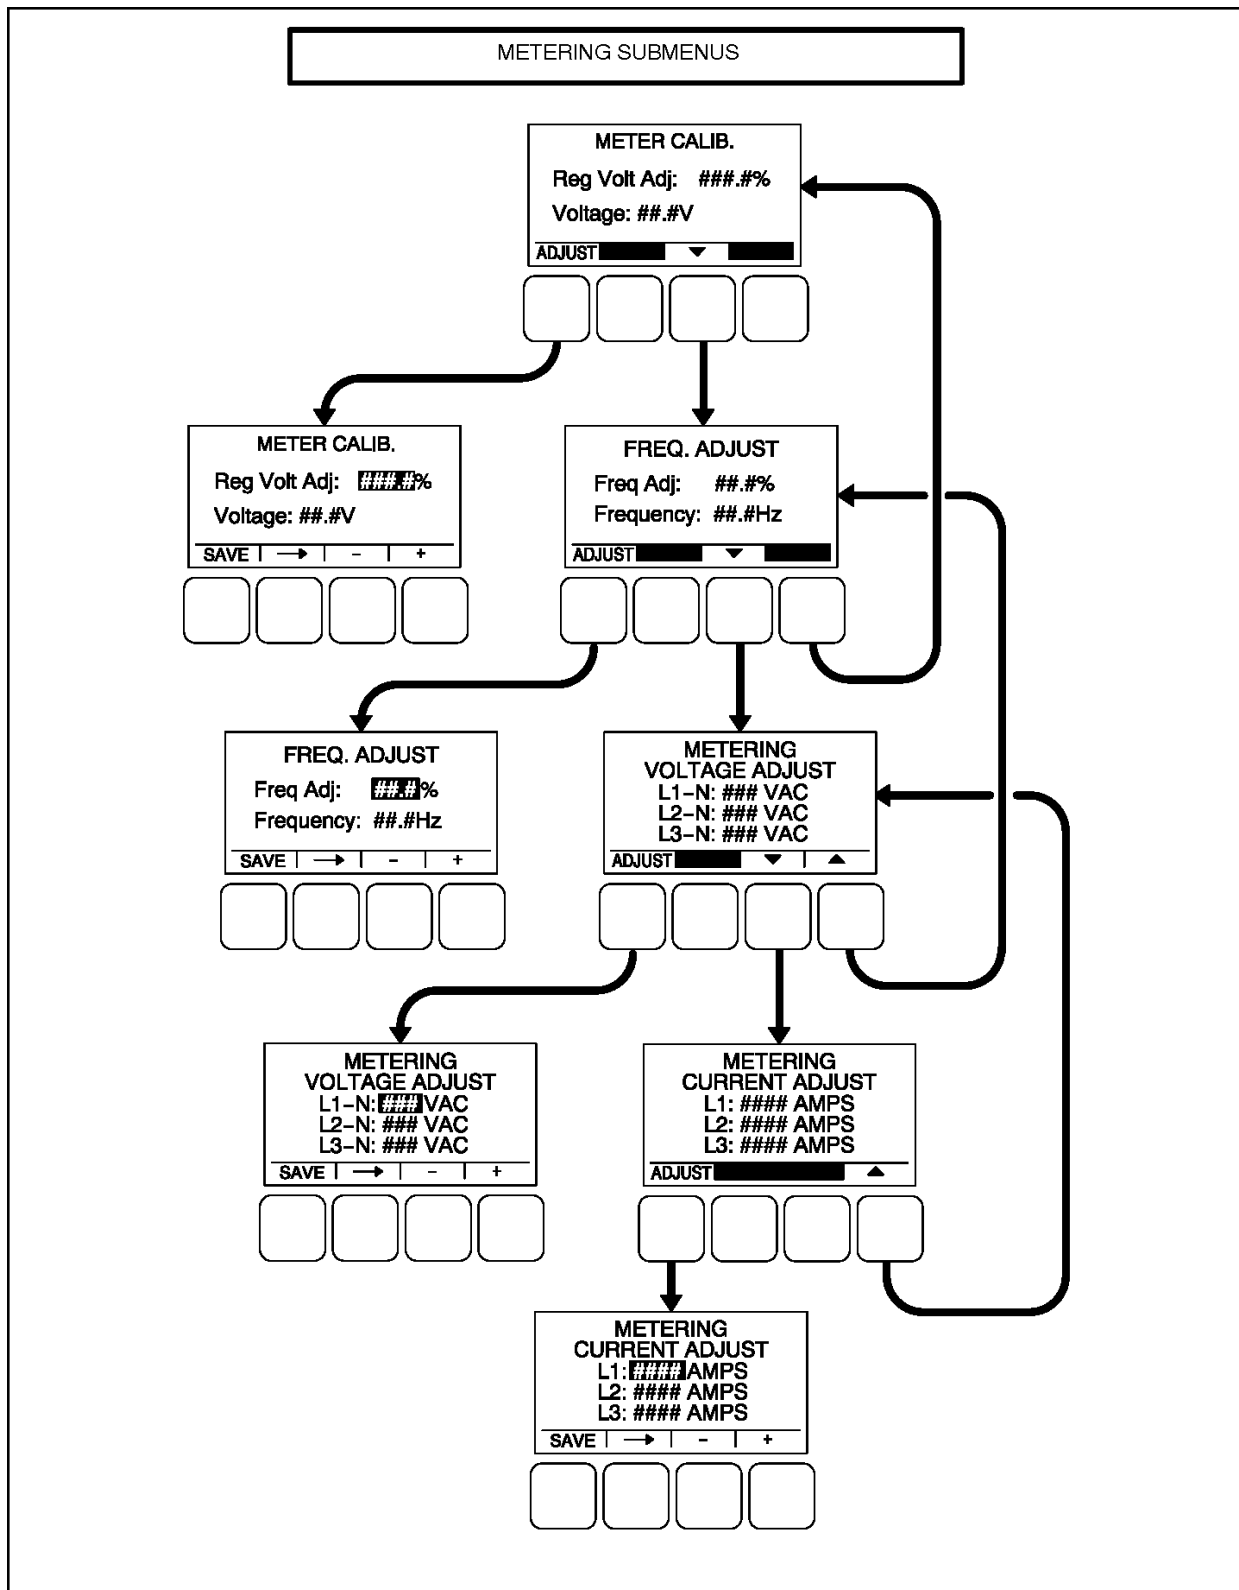 METERING SUBMENUS
METER CALIB.
Reg Volt Adj: ###.#%
Voltage: ##.#V
ADJUST ▼
METER CALIB.
Reg Volt Adj: ###.#%
Voltage: ##.#V
SAVE → - +
FREQ. ADJUST
Freq Adj: ##.#%
Frequency: ##.#Hz
ADJUST ▼
FREQ. ADJUST
Freq Adj: ##.#%
Frequency: ##.#Hz
SAVE → - +
METERING
VOLTAGE ADJUST
L1-N: ### VAC
L2-N: ### VAC
L3-N: ### VAC
ADJUST ▼ ▲
METERING
VOLTAGE ADJUST
L1-N: ### VAC
L2-N: ### VAC
L3-N: ### VAC
SAVE → - +
METERING
CURRENT ADJUST
L1: #### AMPS
L2: #### AMPS
L3: #### AMPS
ADJUST ▲
METERING
CURRENT ADJUST
L1: #### AMPS
L2: #### AMPS
L3: #### AMPS
SAVE → - +